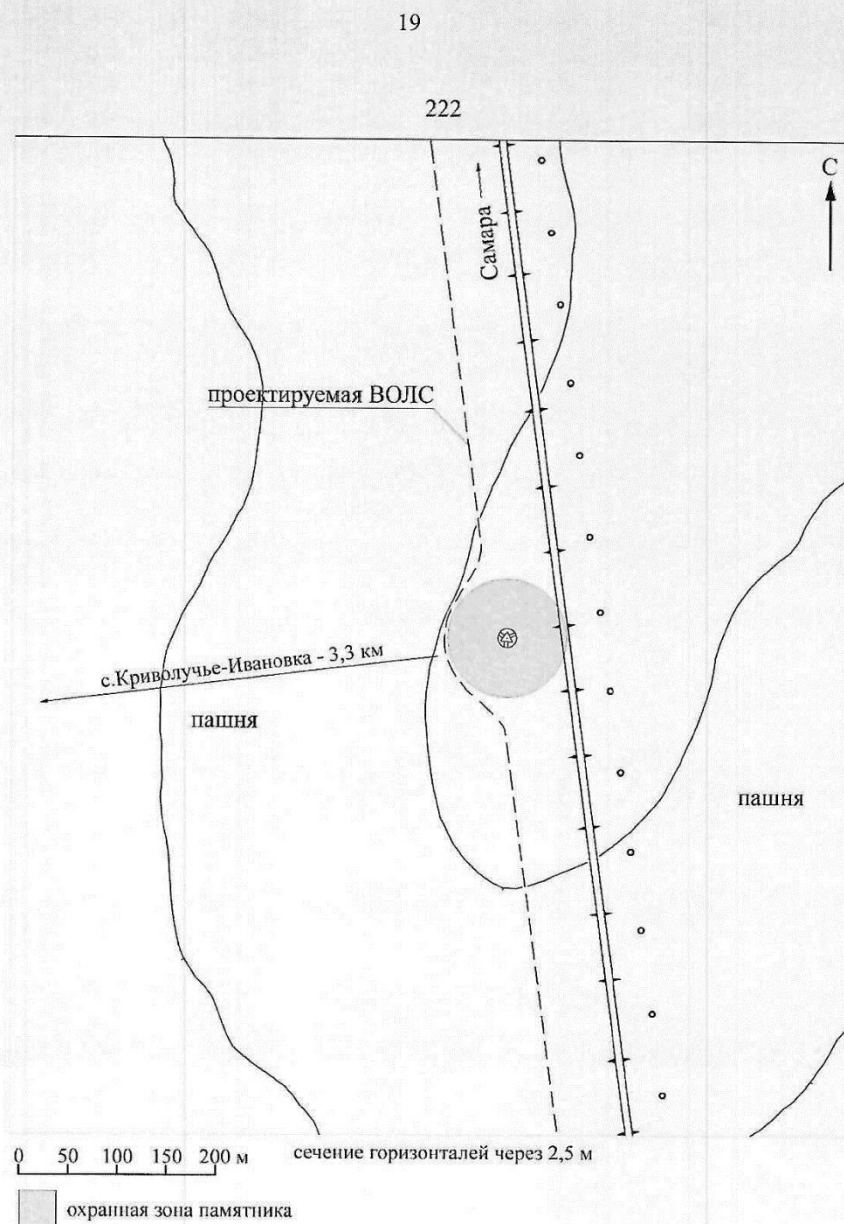 19
222
С
Самара
проектируемая ВОЛС
с.Криволучье-Ивановка - 3,3 км
пашня
пашня
0 50 100 150 200 м
сечение горизонталей через 2,5 м
охранная зона памятника